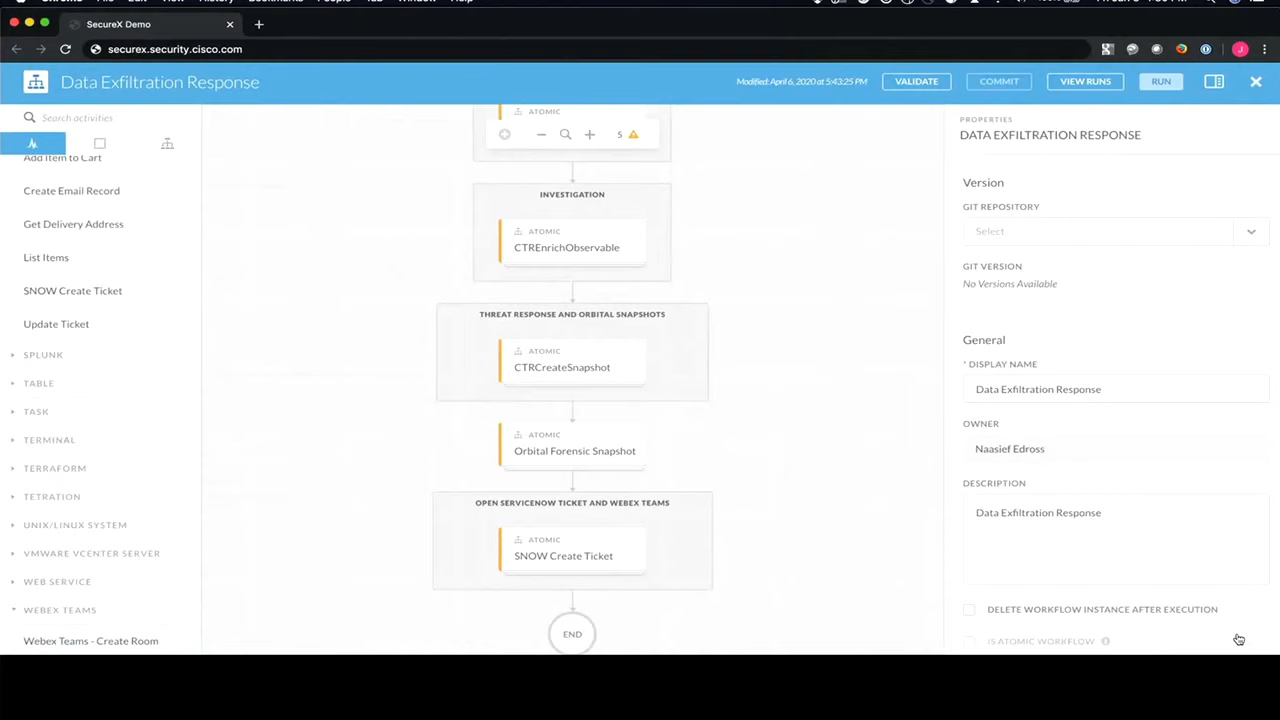 SecureX Demo
securex.security.cisco.com
Data Exfiltration Response
Modified: April 6, 2020 at 5:43:25 PM
VALIDATE
COMMIT
VIEW RUNS
RUN
Search activities
Add Item to Cart
Create Email Record
Get Delivery Address
List Items
SNOW Create Ticket
Update Ticket
SPLUNK
TABLE
TASK
TERMINAL
TERRAFORM
TETRATION
UNIX/LINUX SYSTEM
VMWARE VCENTER SERVER
WEB SERVICE
WEBEX TEAMS
Webex Teams - Create Room
ATOMIC
5
INVESTIGATION
ATOMIC
CTREnrichObservable
THREAT RESPONSE AND ORBITAL SNAPSHOTS
ATOMIC
CTRCreateSnapshot
ATOMIC
Orbital Forensic Snapshot
OPEN SERVICENOW TICKET AND WEBEX TEAMS
ATOMIC
SNOW Create Ticket
END
PROPERTIES
DATA EXFILTRATION RESPONSE
Version
GIT REPOSITORY
Select
GIT VERSION
No Versions Available
General
* DISPLAY NAME
Data Exfiltration Response
OWNER
Naasief Edross
DESCRIPTION
Data Exfiltration Response
DELETE WORKFLOW INSTANCE AFTER EXECUTION
IS ATOMIC WORKFLOW